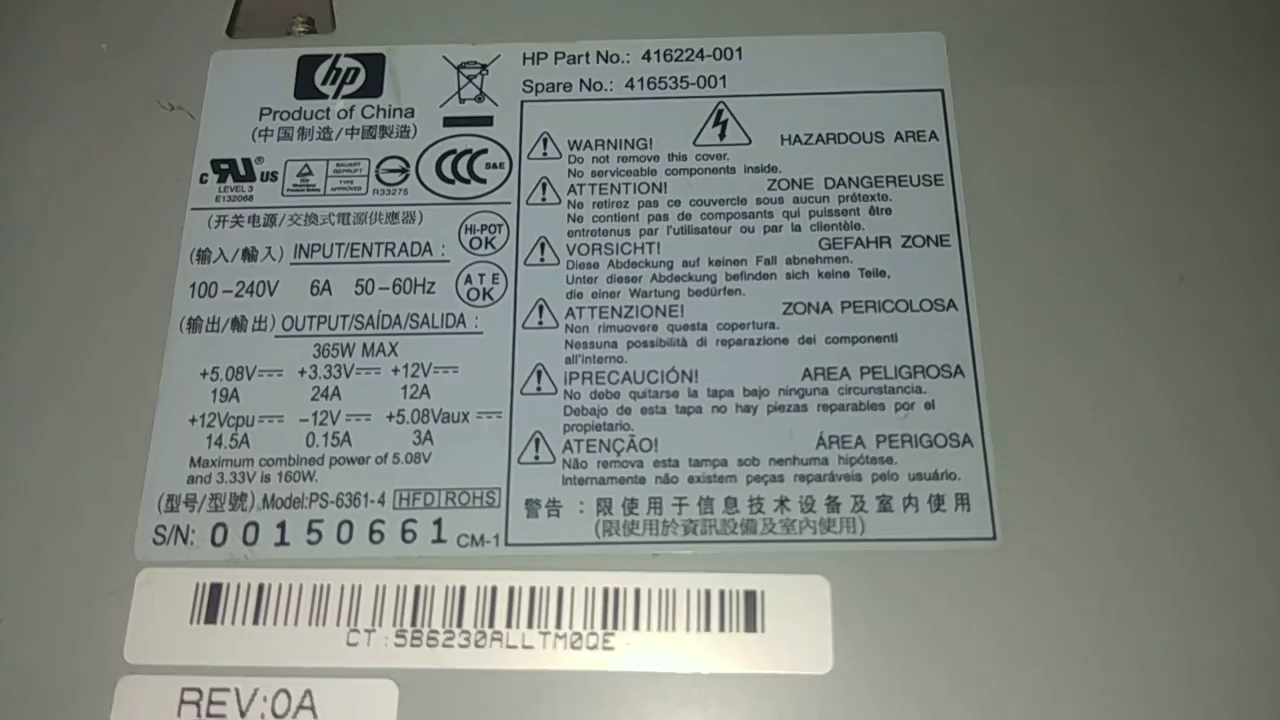 hp
Product of China
(中国制造/中國製造)
HP Part No.: 416224-001
Spare No.: 416535-001
c RU US
LEVEL 3
E132068
BAUART
GEPRUFT
TYPE
APPROVED
R33275
CCC S&E
(开关电源/交換式電源供應器)
Hi-POT
OK
(输入/輸入) INPUT/ENTRADA :
100-240V 6A 50-60Hz
ATE
OK
(输出/輸出) OUTPUT/SAÍDA/SALIDA :
365W MAX
+5.08V +3.33V +12V
19A 24A 12A
+12Vcpu -12V +5.08Vaux
14.5A 0.15A 3A
Maximum combined power of 5.08V
and 3.33V is 160W.
(型号/型號) Model:PS-6361-4 HFD ROHS
S/N: 00150661 CM-1
WARNING! HAZARDOUS AREA
Do not remove this cover.
No serviceable components inside.
ATTENTION! ZONE DANGEREUSE
Ne retirez pas ce couvercle sous aucun prétexte.
Ne contient pas de composants qui puissent être
entretenus par l'utilisateur ou par la clientèle.
VORSICHT! GEFAHR ZONE
Diese Abdeckung auf keinen Fall abnehmen.
Unter dieser Abdeckung befinden sich keine Teile,
die einer Wartung bedürfen.
ATTENZIONE! ZONA PERICOLOSA
Non rimuovere questa copertura.
Nessuna possibilità di reparazione dei componenti
all'interno.
¡PRECAUCIÓN! AREA PELIGROSA
No debe quitarse la tapa bajo ninguna circunstancia.
Debajo de esta tapa no hay piezas reparables por el
propietario.
ATENÇÃO! ÁREA PERIGOSA
Não remova esta tampa sob nenhuma hipótese.
Internamente não existem peças reparáveis pelo usuário.
警告 : 限使用于信息技术设备及室内使用
(限使用於資訊設備及室內使用)
CT:5B6230ALLTM0QE
REV:0A